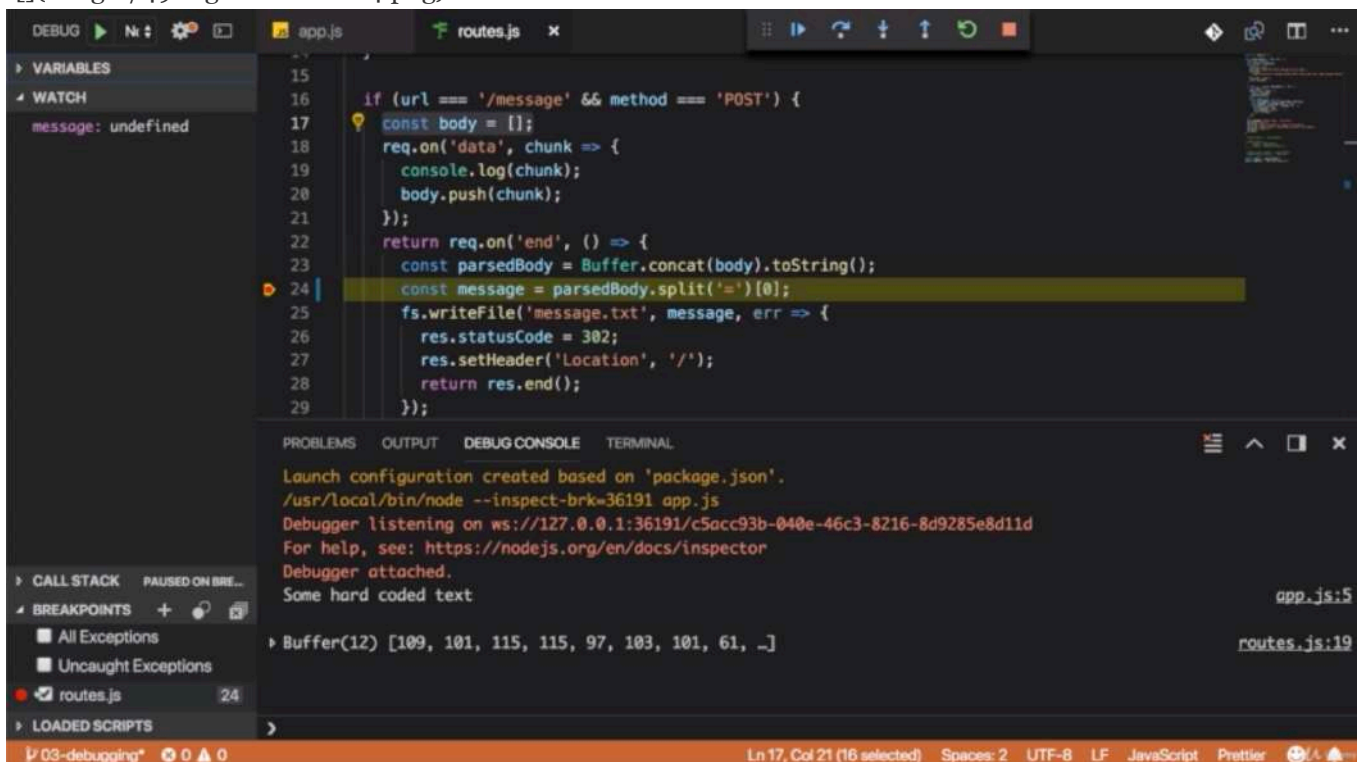 DEBUG
app.js
routes.js
VARIABLES
WATCH
message: undefined
15
16 if (url === '/message' && method === 'POST') {
17 const body = [];
18 req.on('data', chunk => {
19 console.log(chunk);
20 body.push(chunk);
21 });
22 return req.on('end', () => {
23 const parsedBody = Buffer.concat(body).toString();
24 const message = parsedBody.split('=')[0];
25 fs.writeFile('message.txt', message, err => {
26 res.statusCode = 302;
27 res.setHeader('Location', '/');
28 return res.end();
29 });
PROBLEMS OUTPUT DEBUG CONSOLE TERMINAL
Launch configuration created based on 'package.json'.
/usr/local/bin/node --inspect-brk=36191 app.js
Debugger listening on ws://127.0.0.1:36191/c5acc93b-040e-46c3-8216-8d9285e8d11d
For help, see: https://nodejs.org/en/docs/inspector
Debugger attached.
Some hard coded text app.js:5
Buffer(12) [109, 101, 115, 115, 97, 103, 101, 61, …] routes.js:19
CALL STACK PAUSED ON BRE...
BREAKPOINTS
All Exceptions
Uncaught Exceptions
routes.js 24
LOADED SCRIPTS
03-debugging* 0 0
Ln 17, Col 21 (16 selected) Spaces: 2 UTF-8 LF JavaScript Prettier